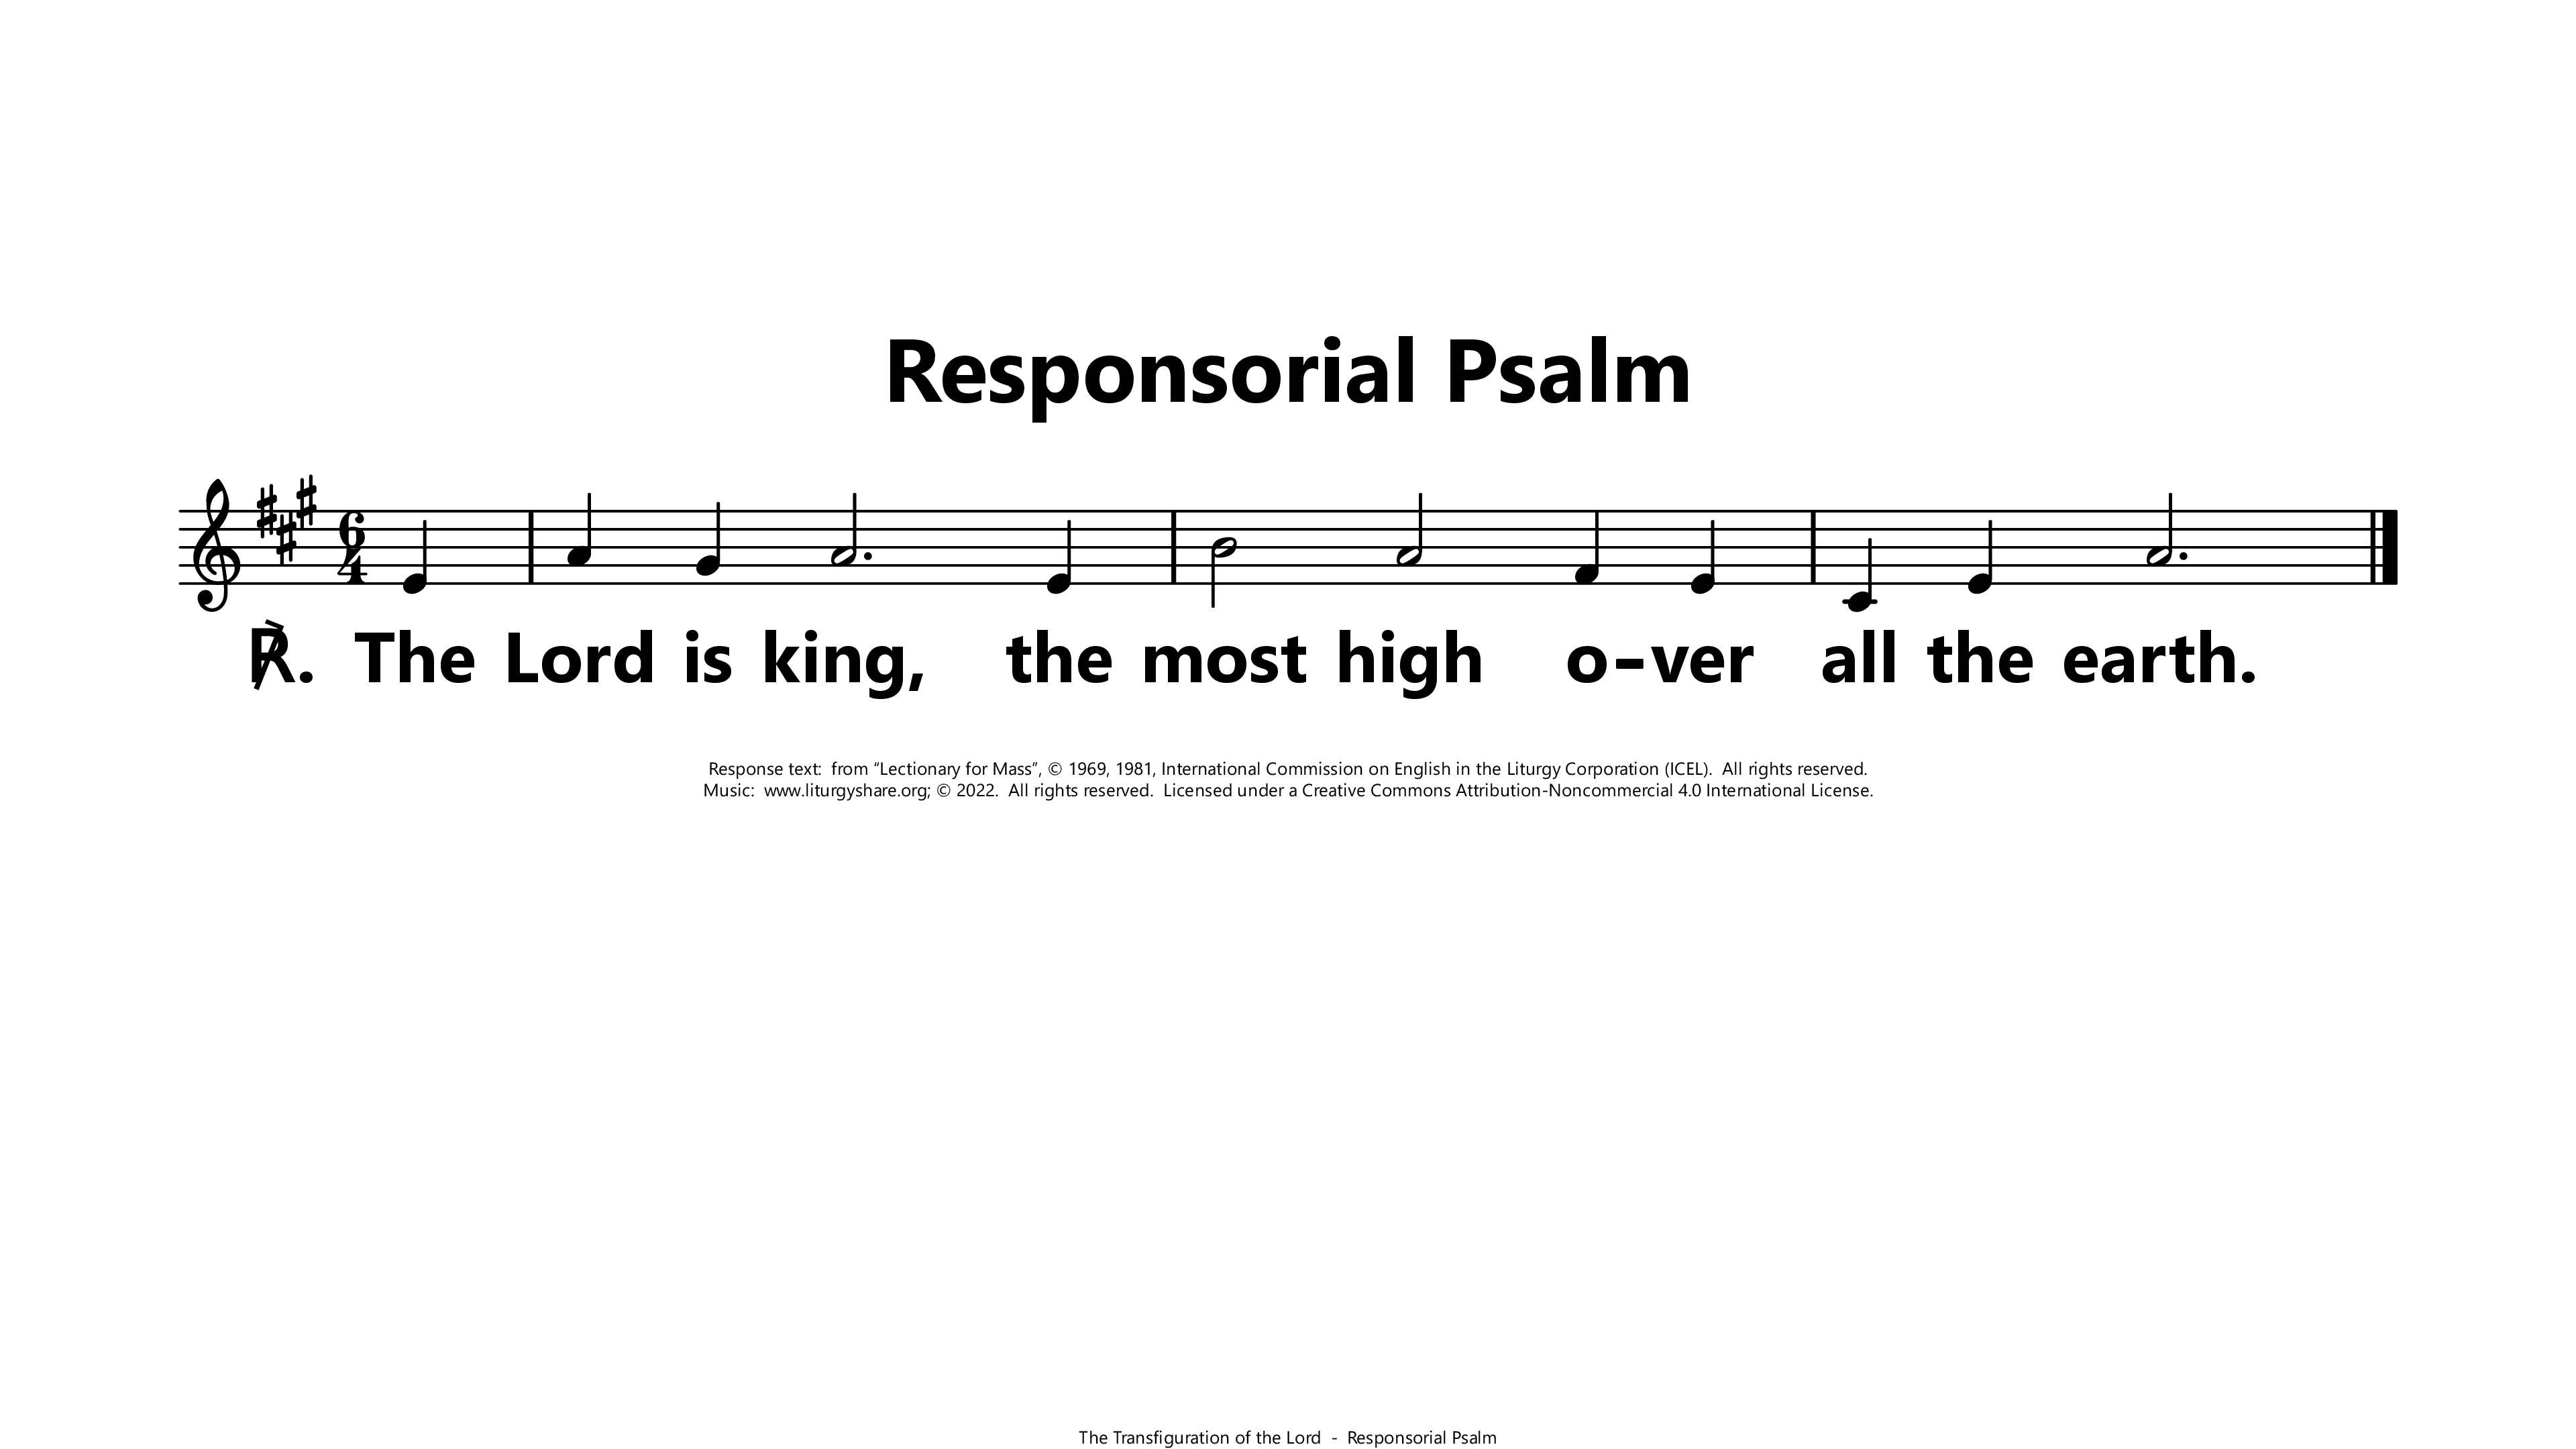 Responsorial Psalm
6
4
℟. The Lord is king, the most high o-ver all the earth.
Response text: from “Lectionary for Mass”, © 1969, 1981, International Commission on English in the Liturgy Corporation (ICEL). All rights reserved.
Music: www.liturgyshare.org; © 2022. All rights reserved. Licensed under a Creative Commons Attribution-Noncommercial 4.0 International License.
The Transfiguration of the Lord - Responsorial Psalm